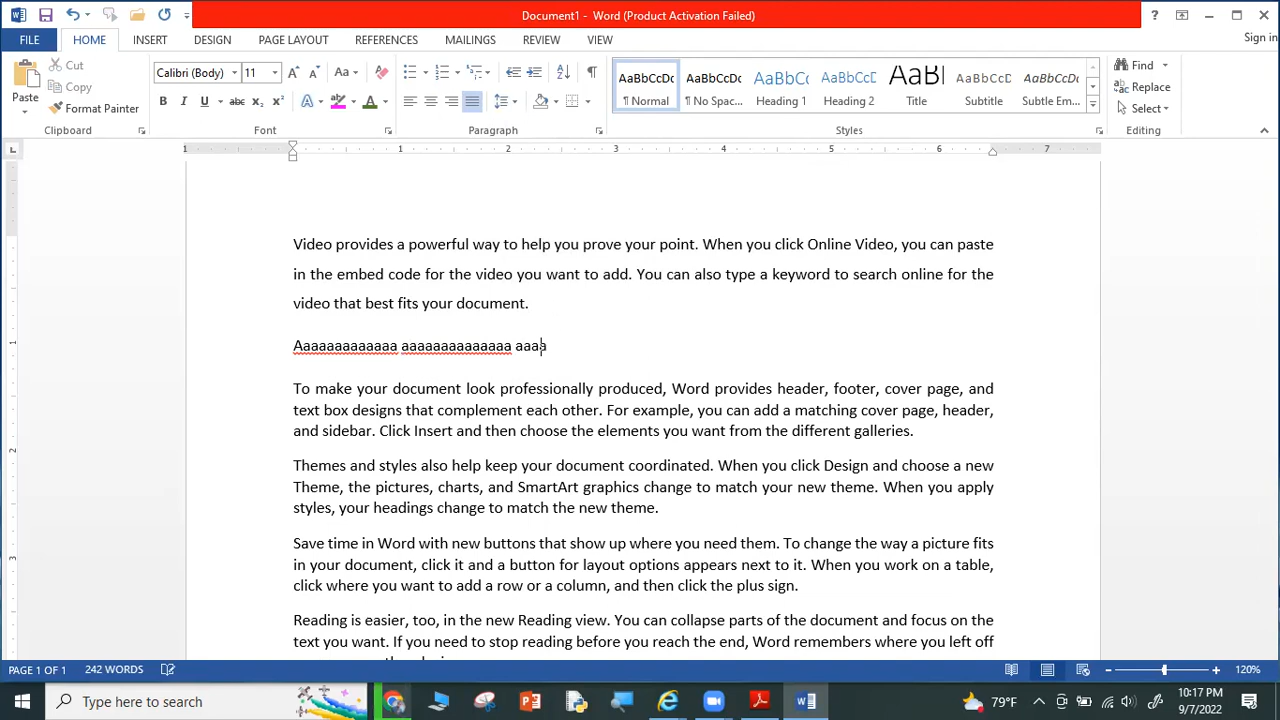 Document1 - Word (Product Activation Failed)
FILE HOME INSERT DESIGN PAGE LAYOUT REFERENCES MAILINGS REVIEW VIEW Sign in
Paste Cut Copy Format Painter
Clipboard
Calibri (Body) 11
Font
Paragraph
AaBbCcDc ¶ Normal
AaBbCcDc ¶ No Spac...
AaBbCc Heading 1
AaBbCcC Heading 2
AaBl Title
AaBbCcD Subtitle
AaBbCcDc Subtle Em...
Styles
Find
Replace
Select
Editing
1 1 2 3 4 5 6 7
Video provides a powerful way to help you prove your point. When you click Online Video, you can paste
in the embed code for the video you want to add. You can also type a keyword to search online for the
video that best fits your document.
Aaaaaaaaaaaaa aaaaaaaaaaaaaa aaaa
To make your document look professionally produced, Word provides header, footer, cover page, and
text box designs that complement each other. For example, you can add a matching cover page, header,
and sidebar. Click Insert and then choose the elements you want from the different galleries.
Themes and styles also help keep your document coordinated. When you click Design and choose a new
Theme, the pictures, charts, and SmartArt graphics change to match your new theme. When you apply
styles, your headings change to match the new theme.
Save time in Word with new buttons that show up where you need them. To change the way a picture fits
in your document, click it and a button for layout options appears next to it. When you work on a table,
click where you want to add a row or a column, and then click the plus sign.
Reading is easier, too, in the new Reading view. You can collapse parts of the document and focus on the
text you want. If you need to stop reading before you reach the end, Word remembers where you left off
PAGE 1 OF 1 242 WORDS 120%
Type here to search 79°F 10:17 PM
9/7/2022